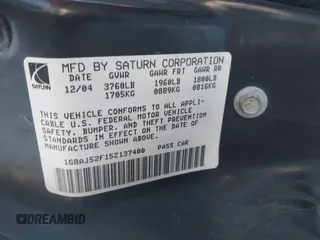 MFD BY SATURN CORPORATION
DATE GVWR GAWR FRT GAWR RR
12/04 3760LB 1960LB 1800LB
1705KG 0889KG 0816KG
SATURN
THIS VEHICLE CONFORMS TO ALL APPLI-
CABLE U.S. FEDERAL MOTOR VEHICLE
SAFETY, BUMPER, AND THEFT PREVENTION
STANDARDS IN EFFECT ON THE DATE OF
MANUFACTURE SHOWN ABOVE.
1G8AJ52F15Z137400 PASS CAR
DREAMBID